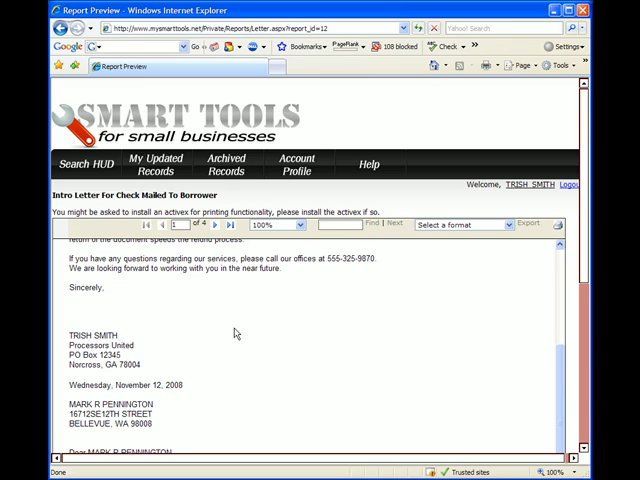 Report Preview - Windows Internet Explorer
http://www.mysmarttools.net/Private/Reports/Letter.aspx?report_id=12
Yahoo! Search
Google
Go
Bookmarks
PageRank
108 blocked
Check
Settings
Report Preview
Page
Tools
SMART TOOLS
for small businesses
Search HUD
My Updated Records
Archived Records
Account Profile
Help
Welcome, TRISH SMITH Logou
Intro Letter For Check Mailed To Borrower
You might be asked to install an activex for printing functionality, please install the activex if so.
1 of 4 100% Find | Next Select a format Export
return of the document speeds the refund process.
If you have any questions regarding our services, please call our offices at 555-325-9870.
We are looking forward to working with you in the near future.
Sincerely,
TRISH SMITH
Processors United
PO Box 12345
Norcross, GA 78004
Wednesday, November 12, 2008
MARK R PENNINGTON
16712SE12TH STREET
BELLEVUE, WA 98008
Dear MARK R PENNINGTON
Done
Trusted sites
100%